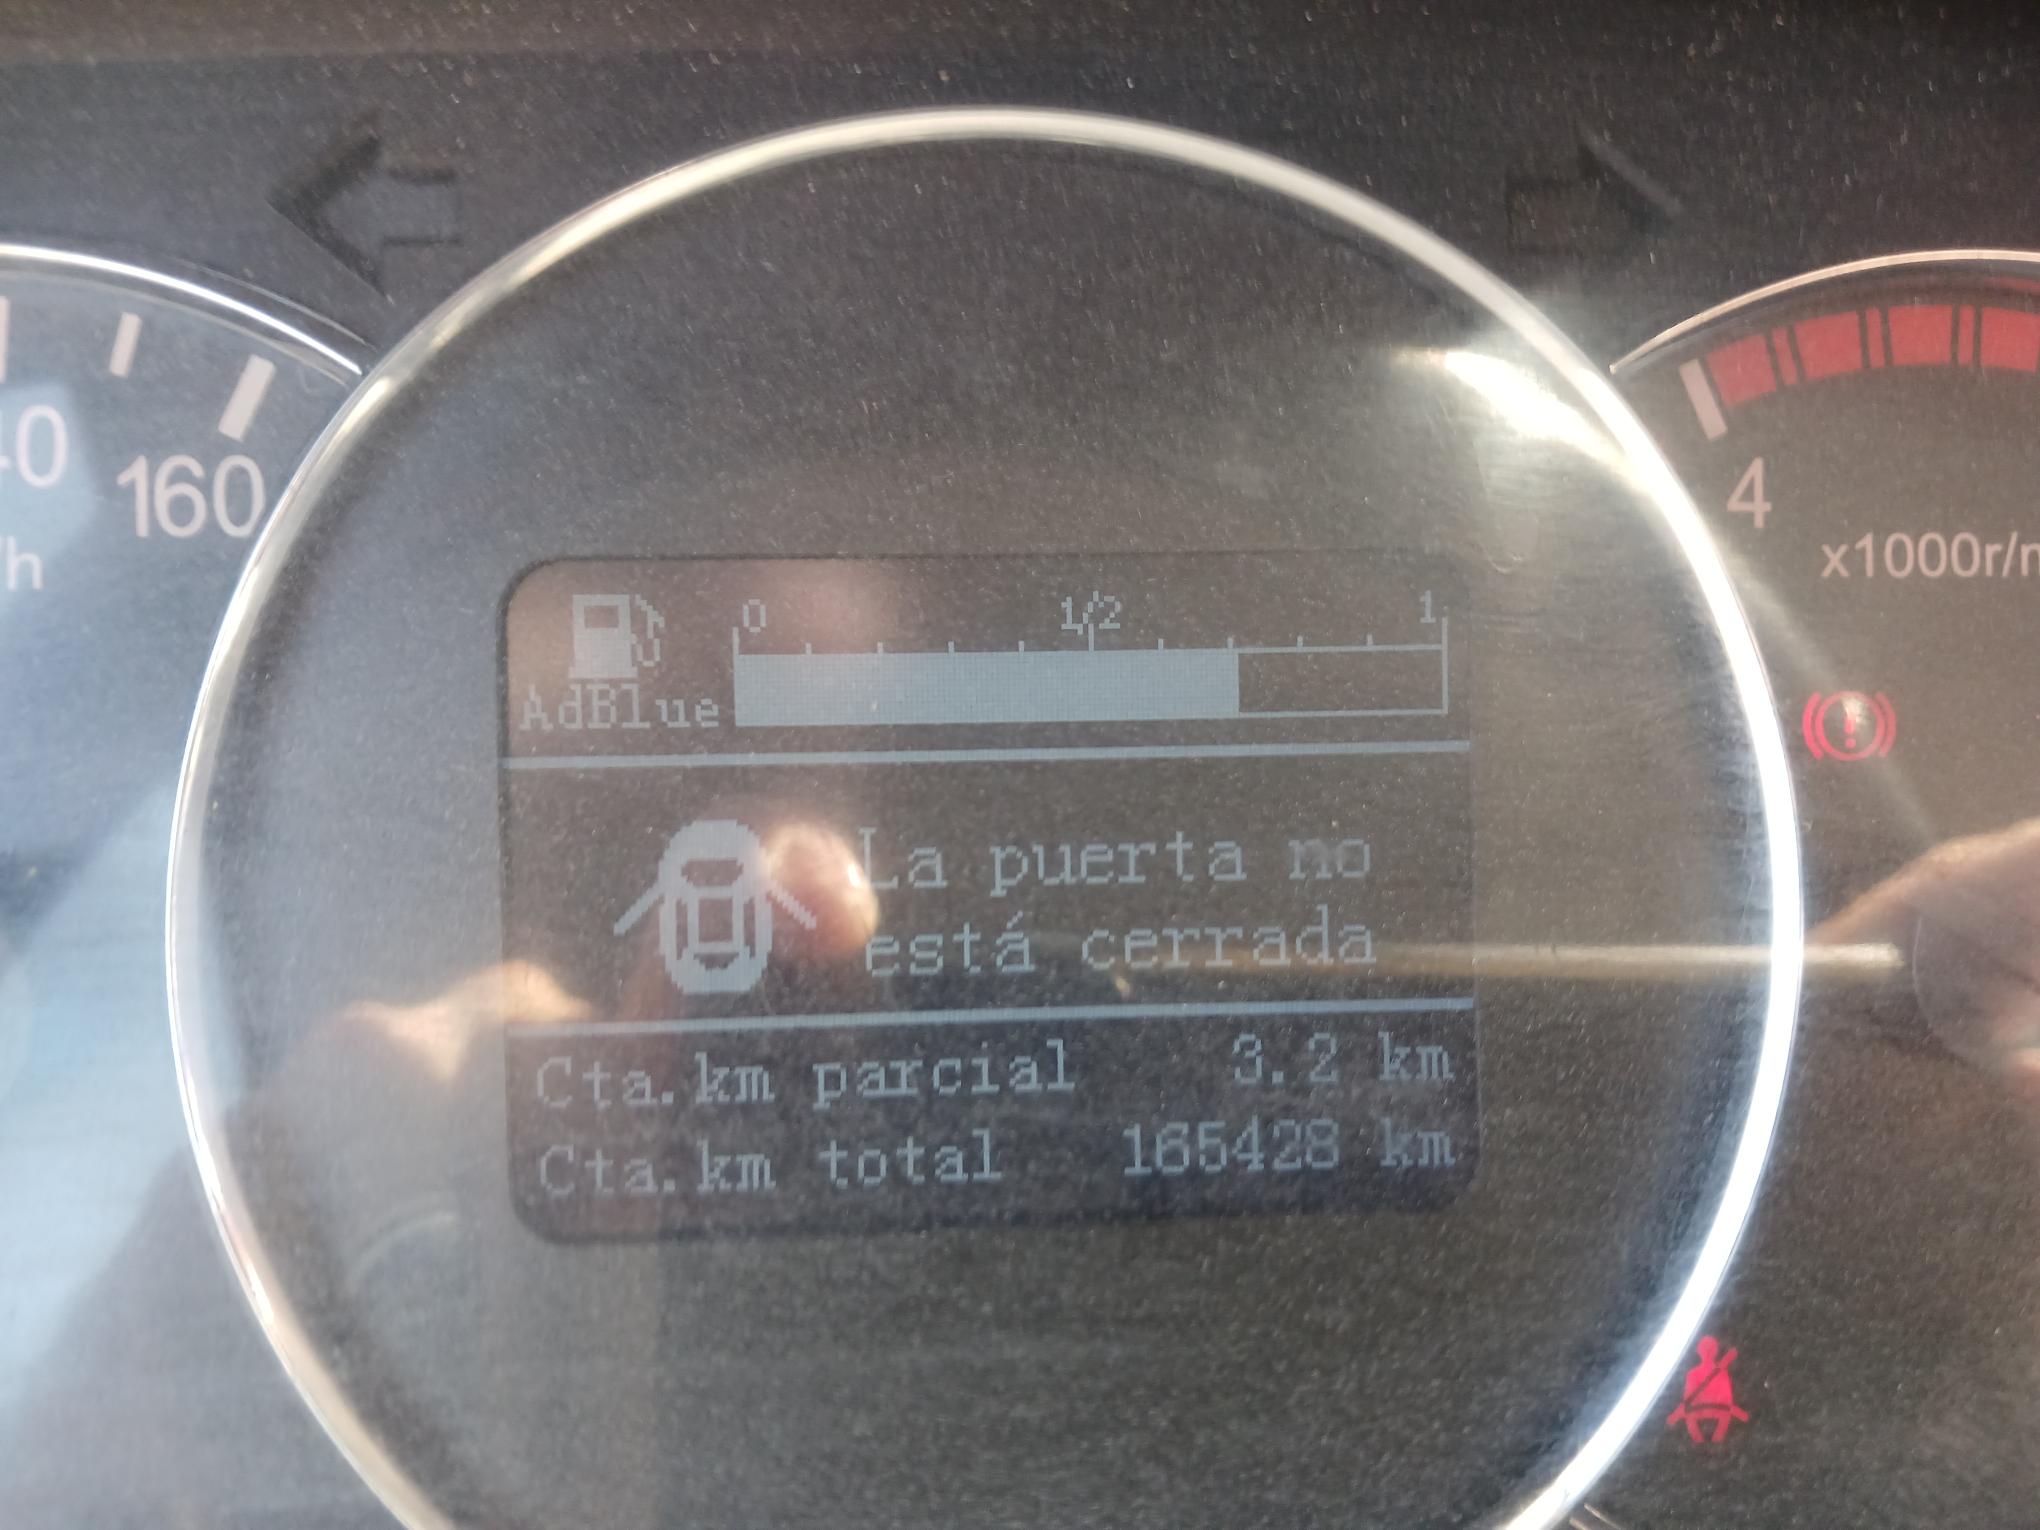 40
160
/h
0 1/2 1
AdBlue
La puerta no
está cerrada
Cta.km parcial 3.2 km
Cta.km total 165428 km
4
x1000r/m